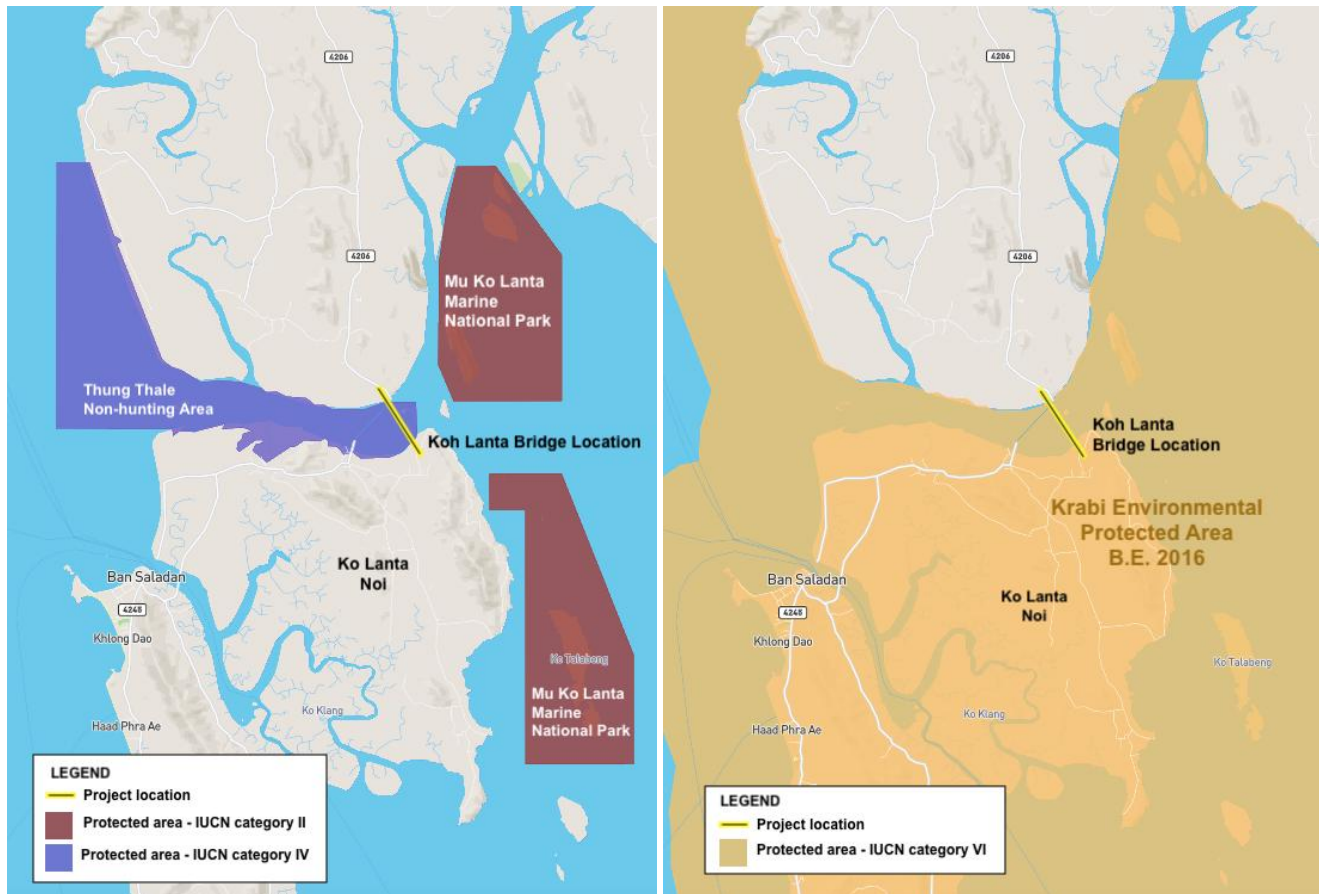 4206
4206
Mu Ko Lanta
Marine
National Park
Thung Thale
Non-hunting Area
Koh Lanta Bridge Location
Ko Lanta
Noi
Ban Saladan
4245
Khlong Dao
Ko Talabeng
Mu Ko Lanta
Marine
National Park
Ko Klang
Haad Phra Ae
LEGEND
Project location
Protected area - IUCN category II
Protected area - IUCN category IV
4206
4206
Koh Lanta
Bridge Location
Krabi Environmental
Protected Area
B.E. 2016
Ban Saladan
Ko Lanta
Noi
4245
Khlong Dao
Ko Talabeng
Ko Klang
Haad Phra Ae
LEGEND
Project location
Protected area - IUCN category VI